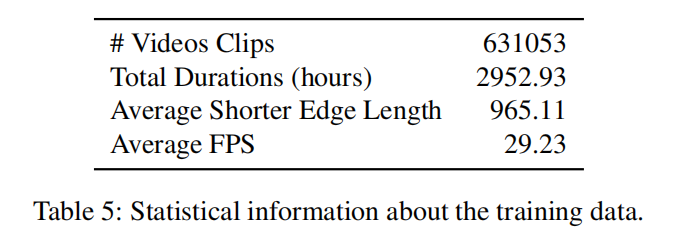 # Videos Clips 631053
Total Durations (hours) 2952.93
Average Shorter Edge Length 965.11
Average FPS 29.23
Table 5: Statistical information about the training data.